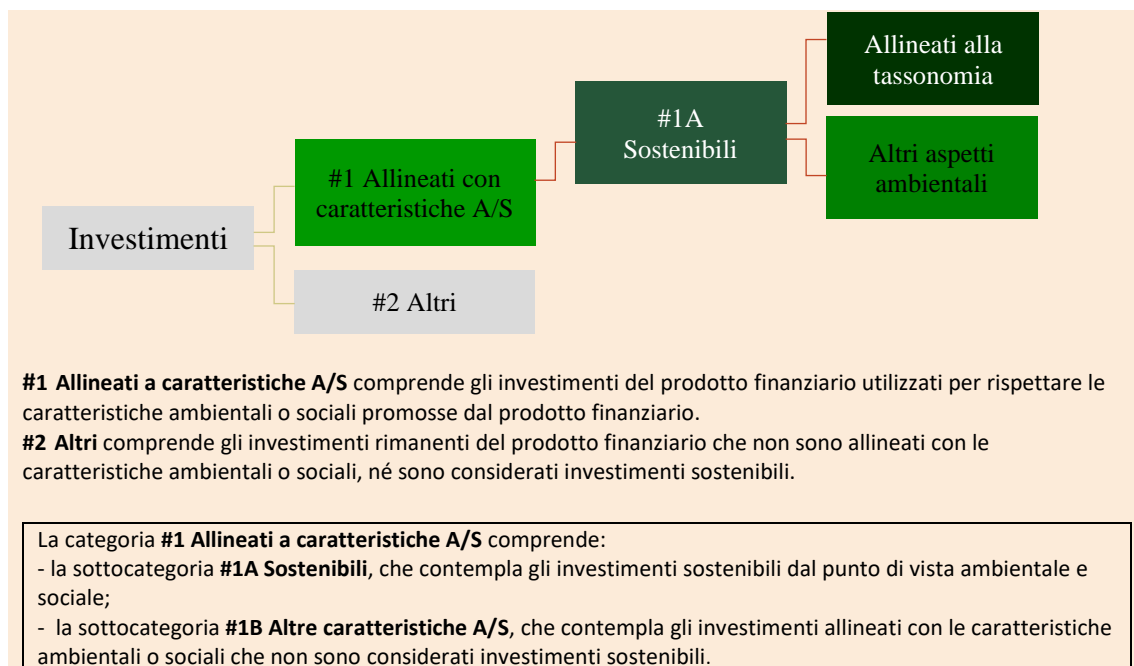 Allineati alla
tassonomia
#1A
Sostenibili
Altri aspetti
ambientali
#1 Allineati con
caratteristiche A/S
Investimenti
#2 Altri
#1 Allineati a caratteristiche A/S comprende gli investimenti del prodotto finanziario utilizzati per rispettare le
caratteristiche ambientali o sociali promosse dal prodotto finanziario.
#2 Altri comprende gli investimenti rimanenti del prodotto finanziario che non sono allineati con le
caratteristiche ambientali o sociali, né sono considerati investimenti sostenibili.
La categoria #1 Allineati a caratteristiche A/S comprende:
- la sottocategoria #1A Sostenibili, che contempla gli investimenti sostenibili dal punto di vista ambientale e
sociale;
- la sottocategoria #1B Altre caratteristiche A/S, che contempla gli investimenti allineati con le caratteristiche
ambientali o sociali che non sono considerati investimenti sostenibili.